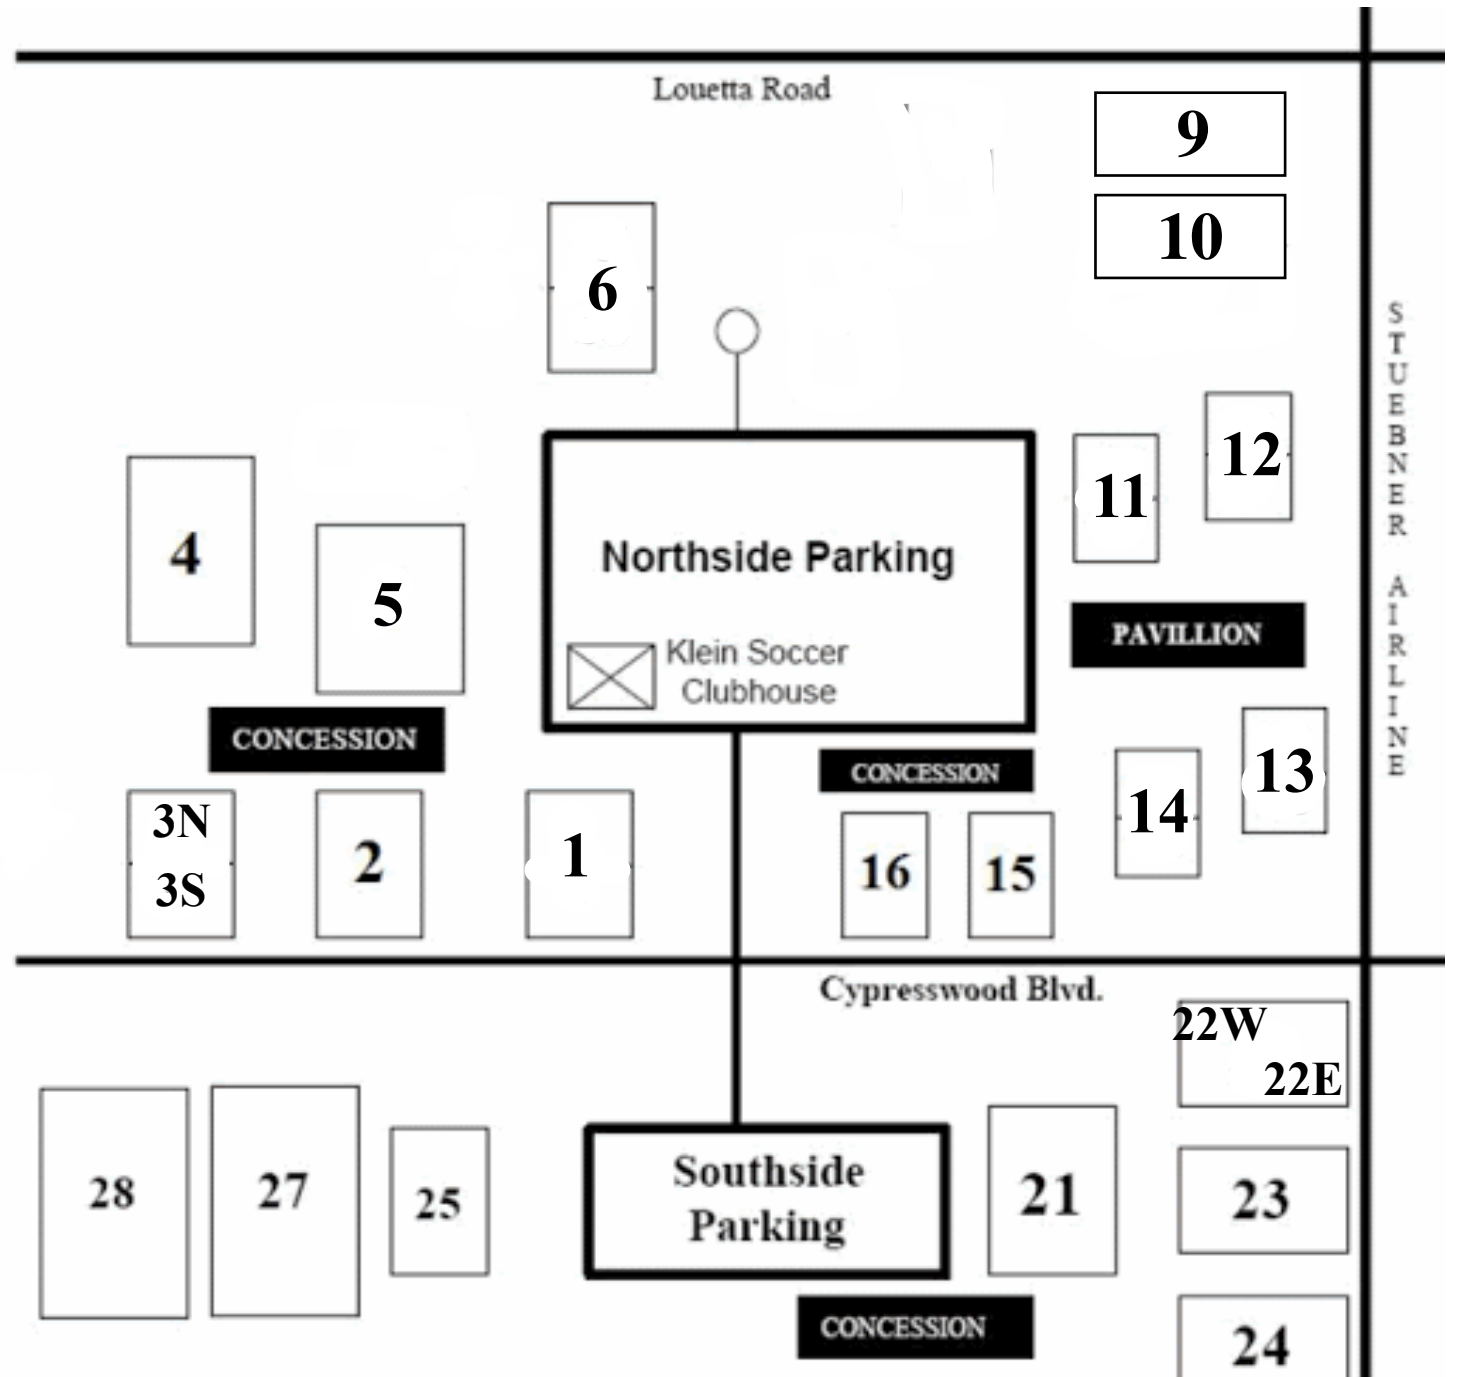 Louetta Road
9
10
6
STUEBNER AIRLINE
12
11
4
5
Northside Parking
Klein Soccer
Clubhouse
PAVILLION
CONCESSION
CONCESSION
13
14
3N
3S
2
1
16
15
Cypresswood Blvd.
22W
22E
28
27
25
Southside
Parking
21
23
CONCESSION
24